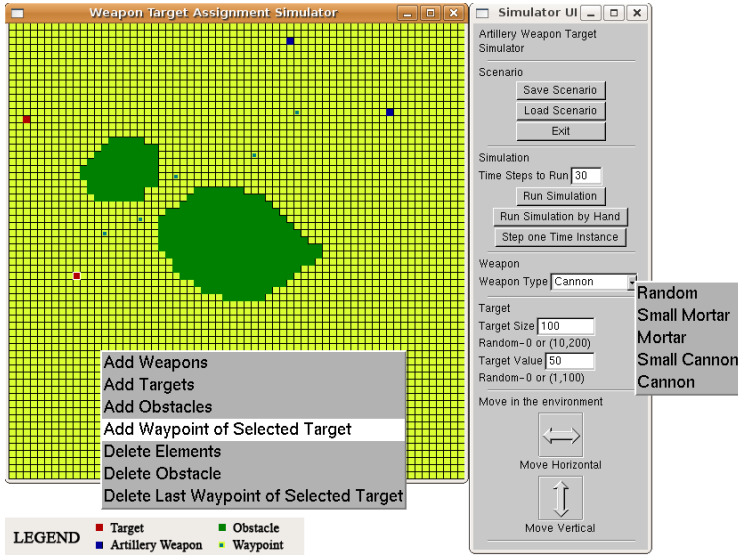 Weapon Target Assignment Simulator
Add Weapons
Add Targets
Add Obstacles
Add Waypoint of Selected Target
Delete Elements
Delete Obstacle
Delete Last Waypoint of Selected Target
LEGEND
Target
Obstacle
Artillery Weapon
Waypoint
Simulator UI
Artillery Weapon Target
Simulator
Scenario
Save Scenario
Load Scenario
Exit
Simulation
Time Steps to Run 30
Run Simulation
Run Simulation by Hand
Step one Time Instance
Weapon
Weapon Type Cannon
Random
Small Mortar
Mortar
Small Cannon
Cannon
Target
Target Size 100
Random-0 or (10,200)
Target Value 50
Random-0 or (1,100)
Move in the environment
Move Horizontal
Move Vertical